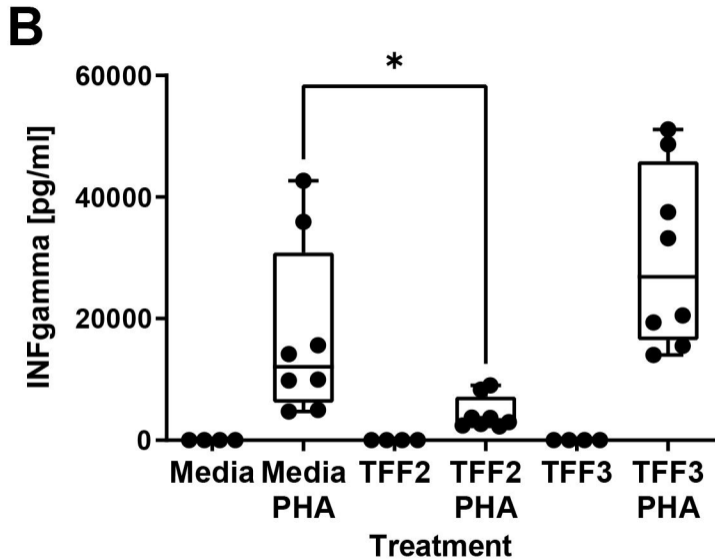 B
*
60000
40000
20000
0
INFgamma [pg/ml]
Media Media TFF2 TFF2 TFF3 TFF3
PHA PHA PHA
Treatment